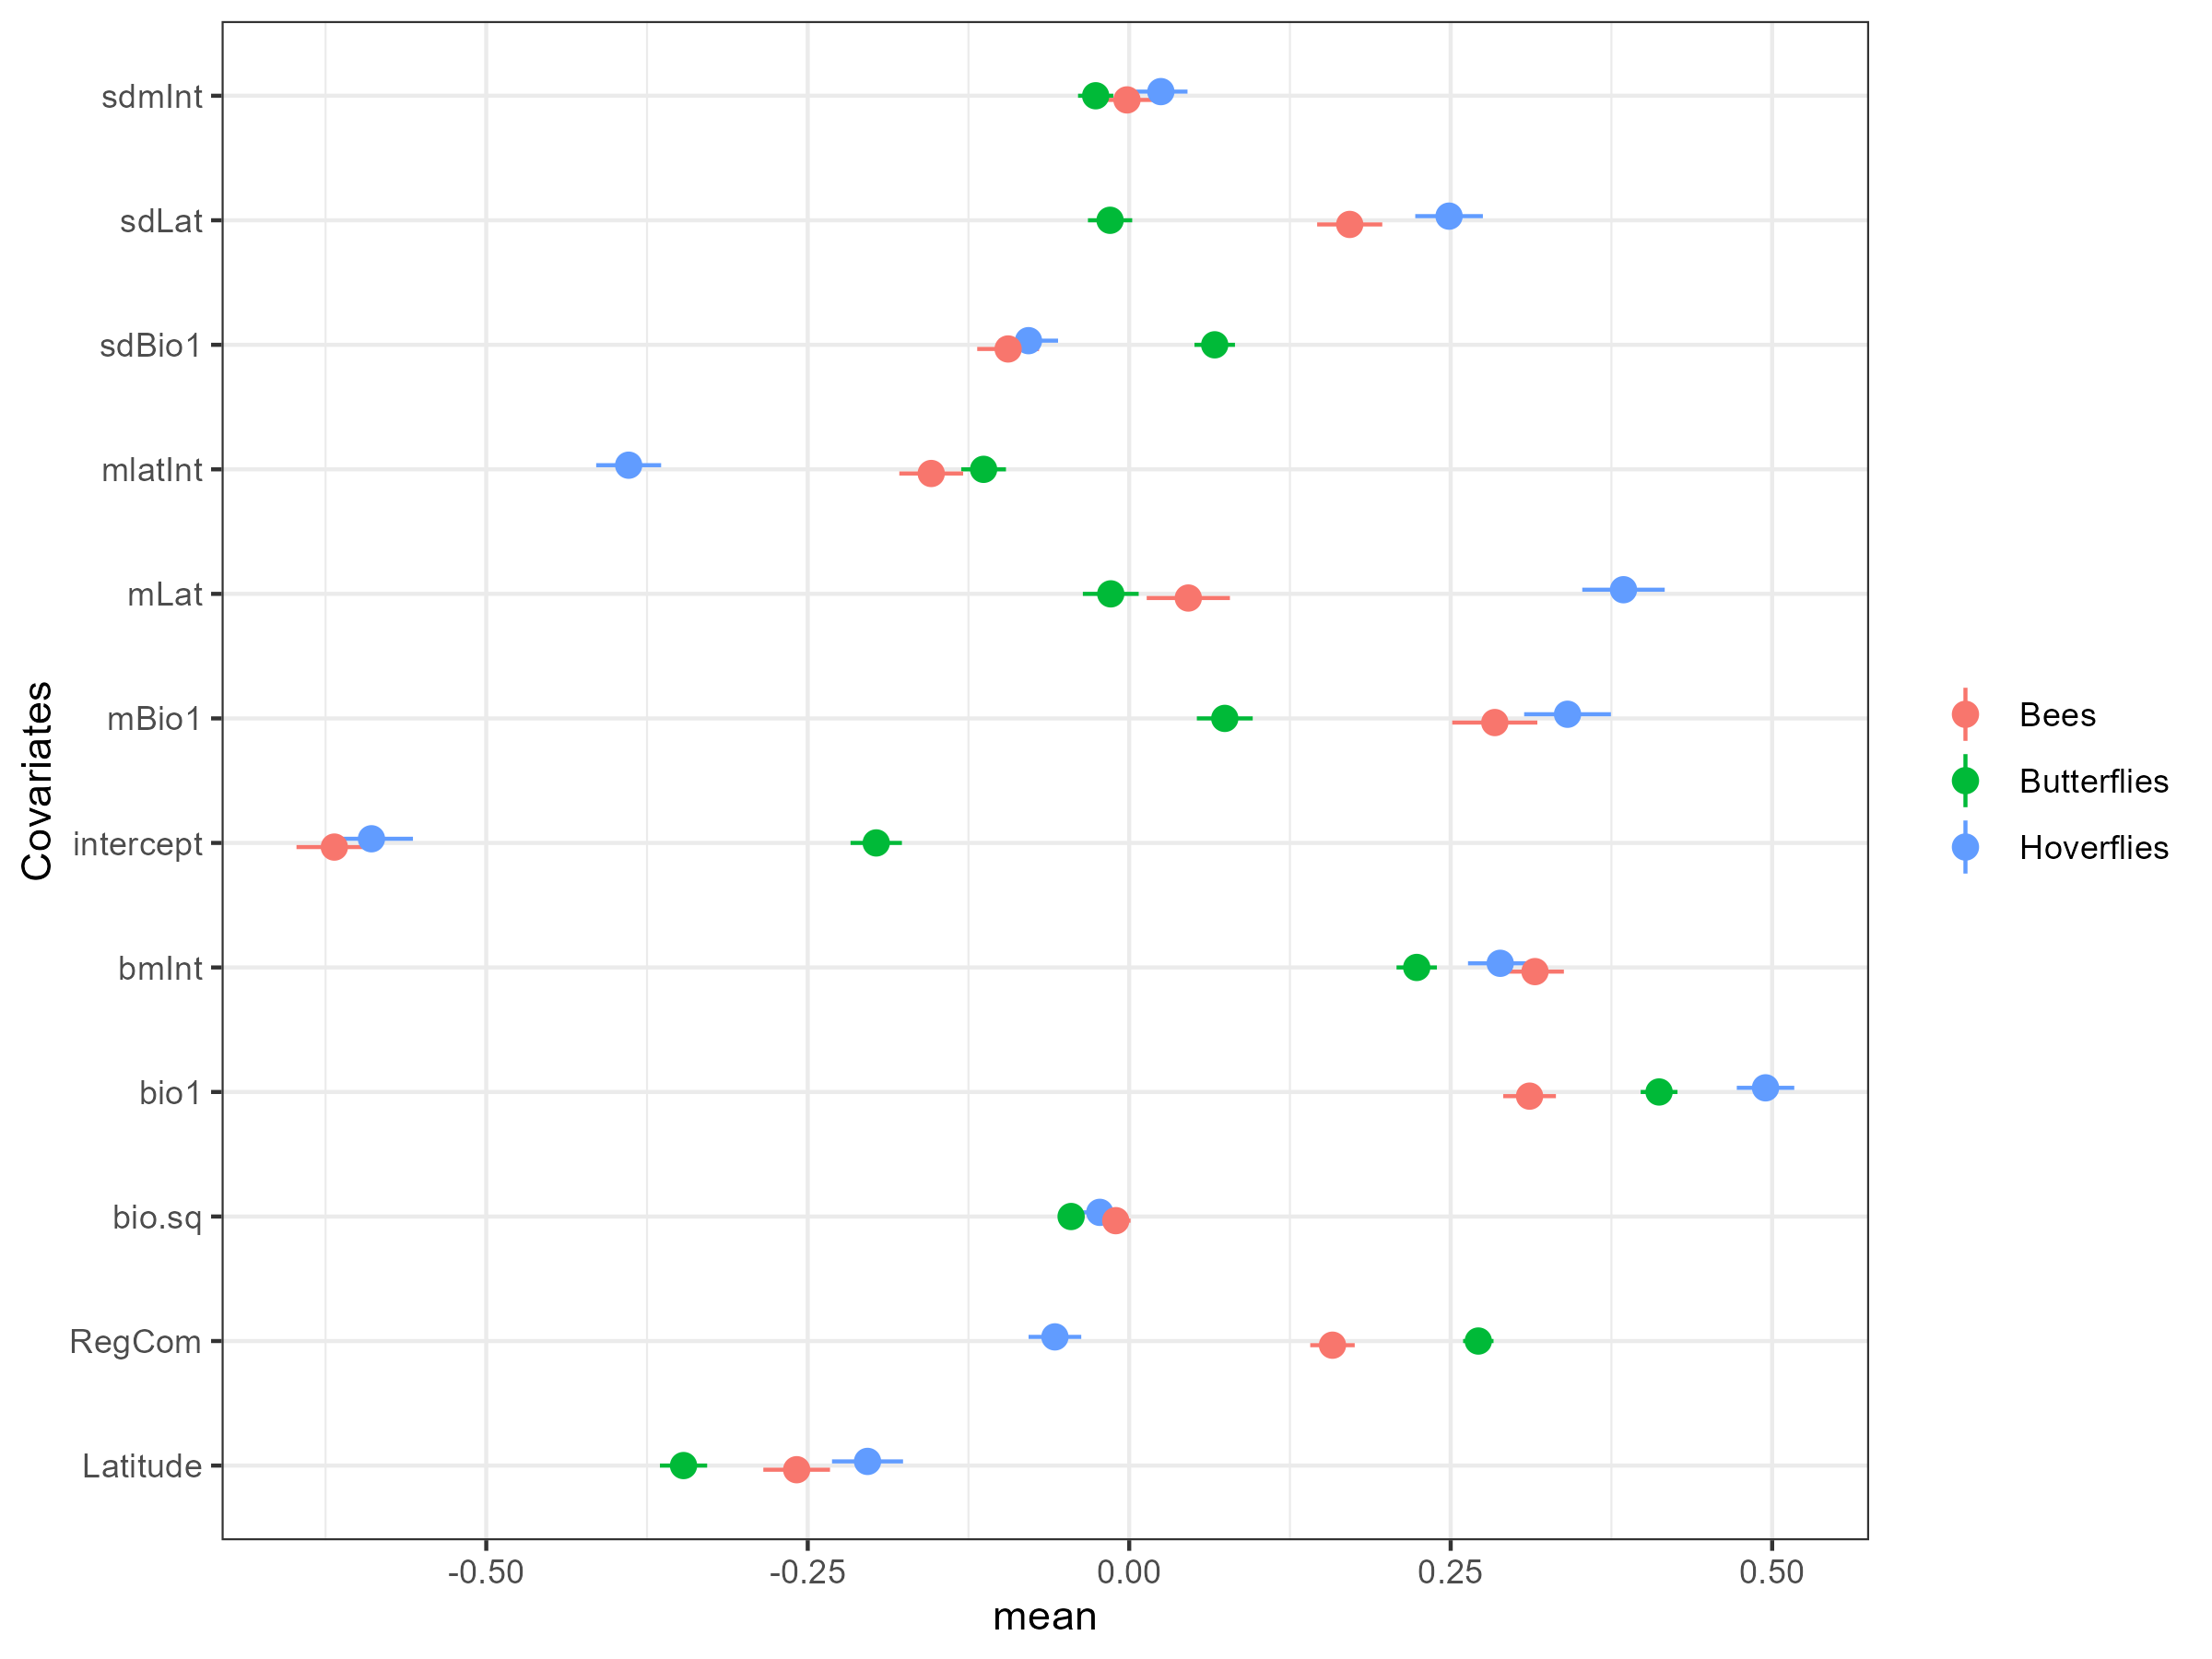 sdmInt
sdLat
sdBio1
mlatInt
mLat
mBio1
intercept
bmInt
bio1
bio.sq
RegCom
Latitude
Covariates
-0.50
-0.25
0.00
0.25
0.50
mean
Bees
Butterflies
Hoverflies